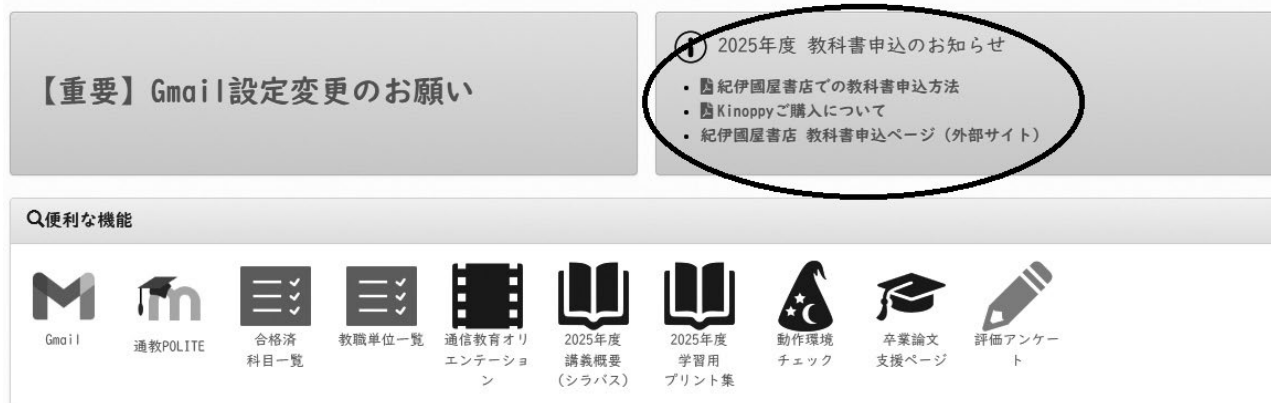 【重要】Gmail設定変更のお願い
2025年度 教科書申込のお知らせ
紀伊國屋書店での教科書申込方法
Kinoppyご購入について
紀伊國屋書店 教科書申込ページ（外部サイト）
便利な機能
Gmail
通教POLITE
合格済
科目一覧
教職単位一覧
通信教育オリ
エンテーショ
ン
2025年度
講義概要
（シラバス）
2025年度
学習用
プリント集
動作環境
チェック
卒業論文
支援ページ
評価アンケー
ト